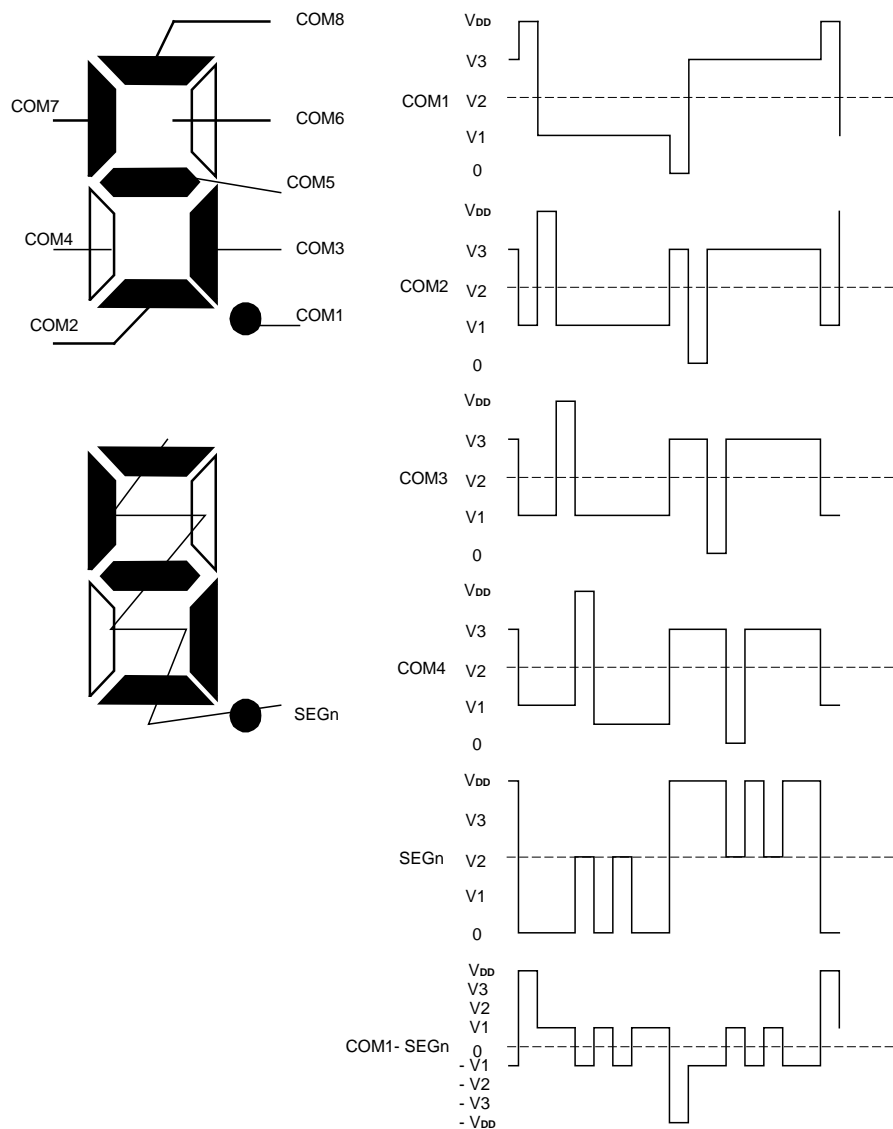 COM8
COM7
COM6
COM5
COM4
COM3
COM2
COM1
SEGn
VDD
V3
COM1
V2
V1
0
VDD
V3
COM2
V2
V1
0
VDD
V3
COM3
V2
V1
0
VDD
V3
COM4
V2
V1
0
VDD
V3
SEGn
V2
V1
0
VDD
V3
V2
V1
COM1- SEGn
0
- V1
- V2
- V3
- VDD